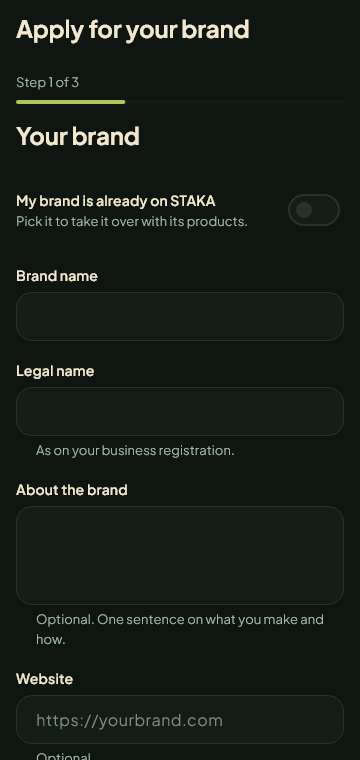 Apply for your brand
Step 1 of 3
Your brand
My brand is already on STAKA
Pick it to take it over with its products.
Brand name
Legal name
As on your business registration.
About the brand
Optional. One sentence on what you make and
how.
Website
https://yourbrand.com
Optional